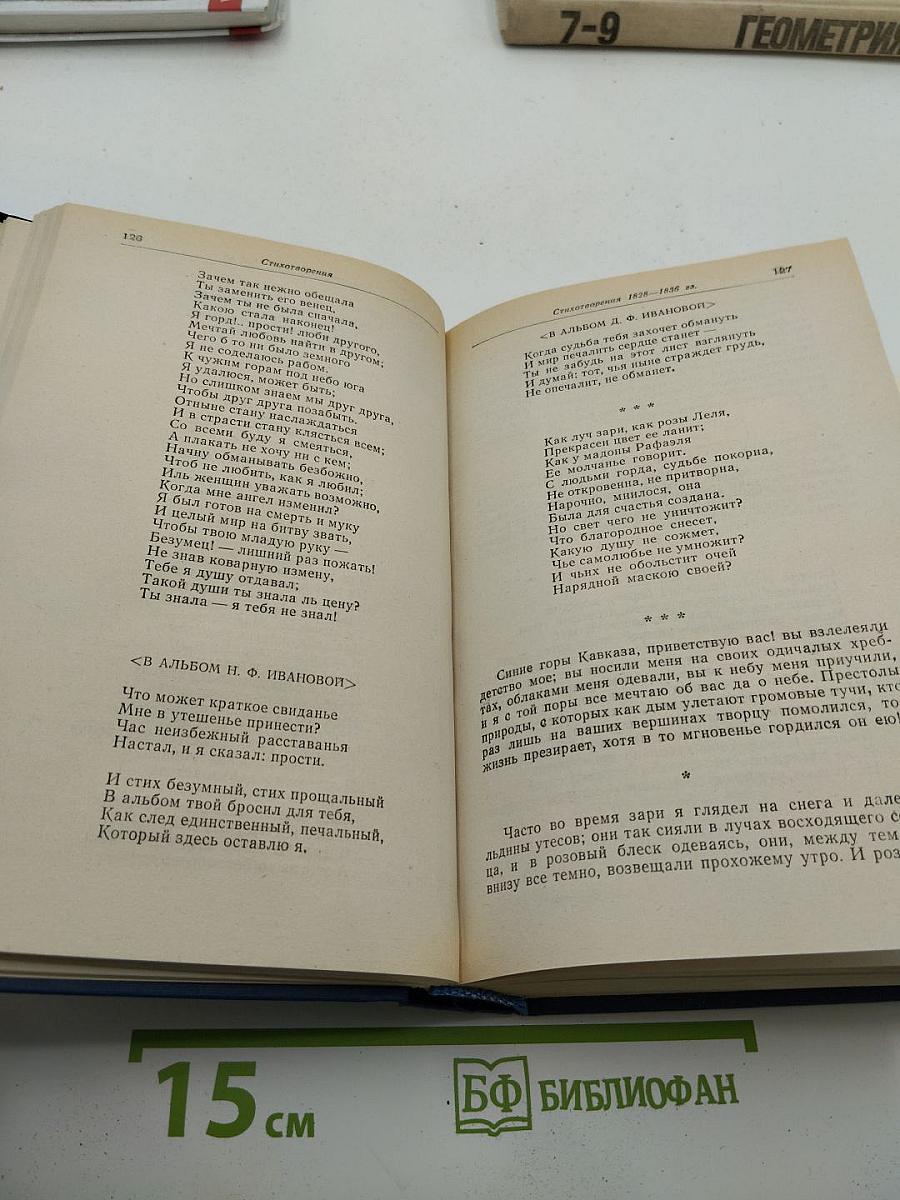 7-9
ГЕОМЕТРИЯ
126
Стихотворения
Зачем так нежно обещала
Ты заменить его венец,
Зачем ты не была сначала,
Какою стала наконец!
Я горд!.. прости! люби другого,
Мечтай любовь найти в другом;
Чего б то ни было земного
Я не соделаюсь рабом.
К чужим горам под небо юга
Я удалюся, может быть;
Но слишком знаем мы друг друга,
Чтобы друг друга позабыть.
Отныне стану наслаждаться
И в страсти стану клясться всем;
Со всеми буду я смеяться,
А плакать не хочу ни с кем;
Начну обманывать безбожно,
Чтоб не любить, как я любил;
Иль женщин уважать возможно,
Когда мне ангел изменил?
Я был готов на смерть и муку
И целый мир на битву звать,
Чтобы твою младую руку —
Безумец! — лишний раз пожать!
Не знав коварную измену,
Тебе я душу отдавал;
Такой души ты знала ль цену?
Ты знала — я тебя не знал!
<В АЛЬБОМ Н. Ф. ИВАНОВОЙ>
Что может краткое свиданье
Мне в утешенье принести?
Час неизбежный расставанья
Настал, и я сказал: прости.
И стих безумный, стих прощальный
В альбом твой бросил для тебя,
Как след единственный, печальный,
Который здесь оставлю я.
Стихотворения 1828—1836 гг.
127
<В АЛЬБОМ Д. Ф. ИВАНОВОЙ>
Когда судьба тебя захочет обмануть
И мир печалить сердце станет —
Ты не забудь на этот лист взглянуть
И думай: тот, чья ныне страждет грудь,
Не опечалит, не обманет.
* * *
Как луч зари, как розы Леля,
Прекрасен цвет ее ланит;
Как у мадоны Рафаэля
Ее молчанье говорит.
С людьми горда, судьбе покорна,
Не откровенна, не притворна,
Нарочно, мнилося, она
Была для счастья создана.
Но свет чего не уничтожит?
Что благородное снесет,
Какую душу не сожмет,
Чье самолюбье не умножит?
И чьих не обольстит очей
Нарядной маскою своей?
* * *
Синие горы Кавказа, приветствую вас! вы взлелеяли
детство мое; вы носили меня на своих одичалых хреб-
тах, облаками меня одевали, вы к небу меня приучили,
и я с той поры все мечтаю об вас да о небе. Престолы
природы, с которых как дым улетают громовые тучи, кто
раз лишь на ваших вершинах творцу помолился, то
жизнь презирает, хотя в то мгновенье гордился он ею!
*
Часто во время зари я глядел на снега и дале
льдины утесов; они так сияли в лучах восходящего со
ца, и в розовый блеск одеваясь, они, между тем
внизу все темно, возвещали прохожему утро. И роз
15 см
БФ БИБЛИОФАН